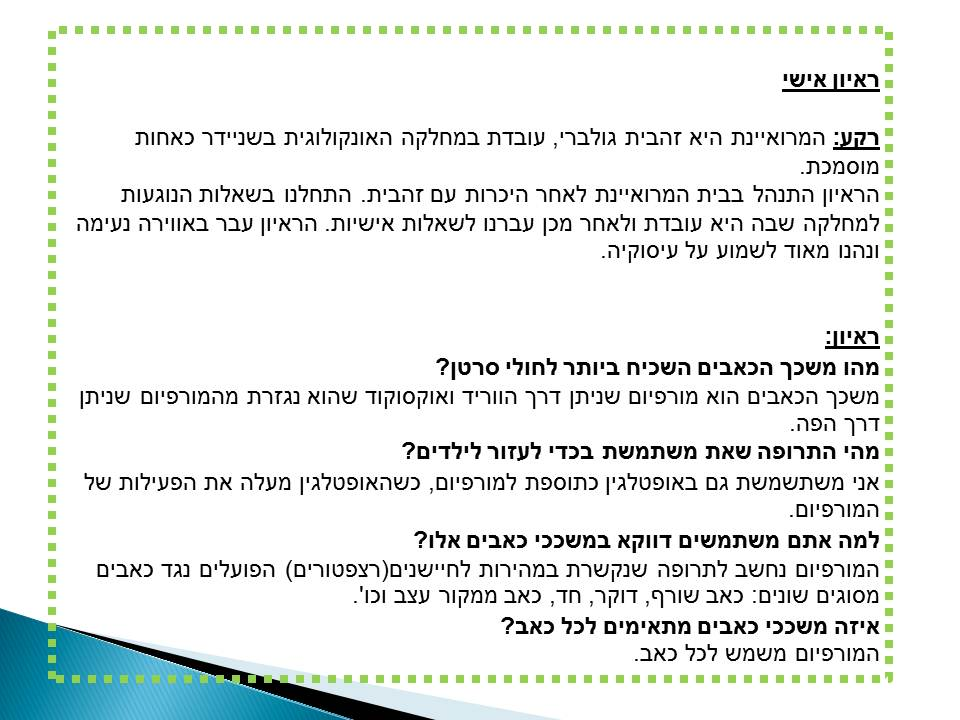 ראיון אישי
רקע: המרואיינת היא זהבית גולברי, עובדת במחלקה האונקולוגית בשניידר כאחות
מוסמכת.
הראיון התנהל בבית המרואיינת לאחר היכרות עם זהבית. התחלנו בשאלות הנוגעות
למחלקה שבה היא עובדת ולאחר מכן עברנו לשאלות אישיות. הראיון עבר באווירה נעימה
ונהנו מאוד לשמוע על עיסוקיה.
ראיון:
מהו משכך הכאבים השכיח ביותר לחולי סרטן?
משכך הכאבים הוא מורפיום שניתן דרך הווריד ואוקסוקוד שהוא נגזרת מהמורפיום שניתן
דרך הפה.
מהי התרופה שאת משתמשת בכדי לעזור לילדים?
אני משתשמשת גם באופטלגין כתוספת למורפיום, כשהאופטלגין מעלה את הפעילות של
המורפיום.
למה אתם משתמשים דווקא במשככי כאבים אלו?
המורפיום נחשב לתרופה שנקשרת במהירות לחיישנים(רצפטורים) הפועלים נגד כאבים
מסוגים שונים: כאב שורף, דוקר, חד, כאב ממקור עצב וכו'.
איזה משככי כאבים מתאימים לכל כאב?
המורפיום משמש לכל כאב.